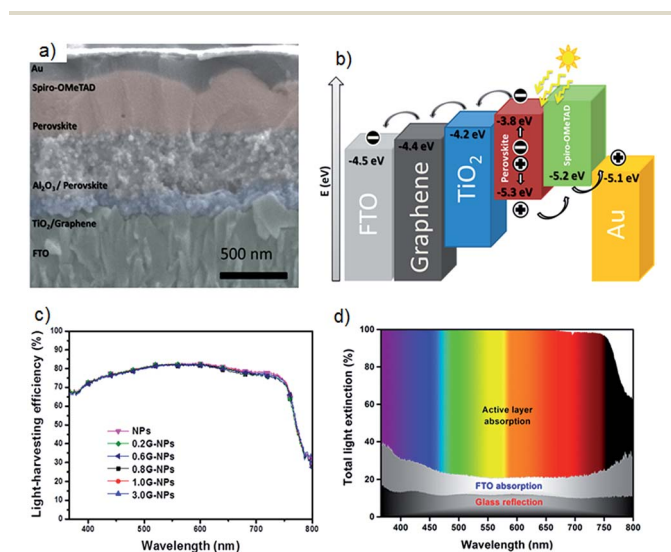 a)
Au
Spiro-OMeTAD
Perovskite
Al₂O₃/ Perovskite
TiO₂/Graphene
FTO
500 nm
b)
E (eV)
FTO
-4.5 eV
Graphene
-4.4 eV
TiO₂
-4.2 eV
Perovskite
-3.8 eV
-5.3 eV
Spiro-OMeTAD
-5.2 eV
Au
-5.1 eV
c)
Light-harvesting efficiency (%)
100
90
80
70
60
50
40
30
20
10
0
NPs
0.2G-NPs
0.6G-NPs
0.8G-NPs
1.0G-NPs
3.0G-NPs
400 500 600 700 800
Wavelength (nm)
d)
Total light extinction (%)
100
80
60
40
20
0
Active layer
absorption
FTO absorption
Glass reflection
400 450 500 550 600 650 700 750 800
Wavelength (nm)